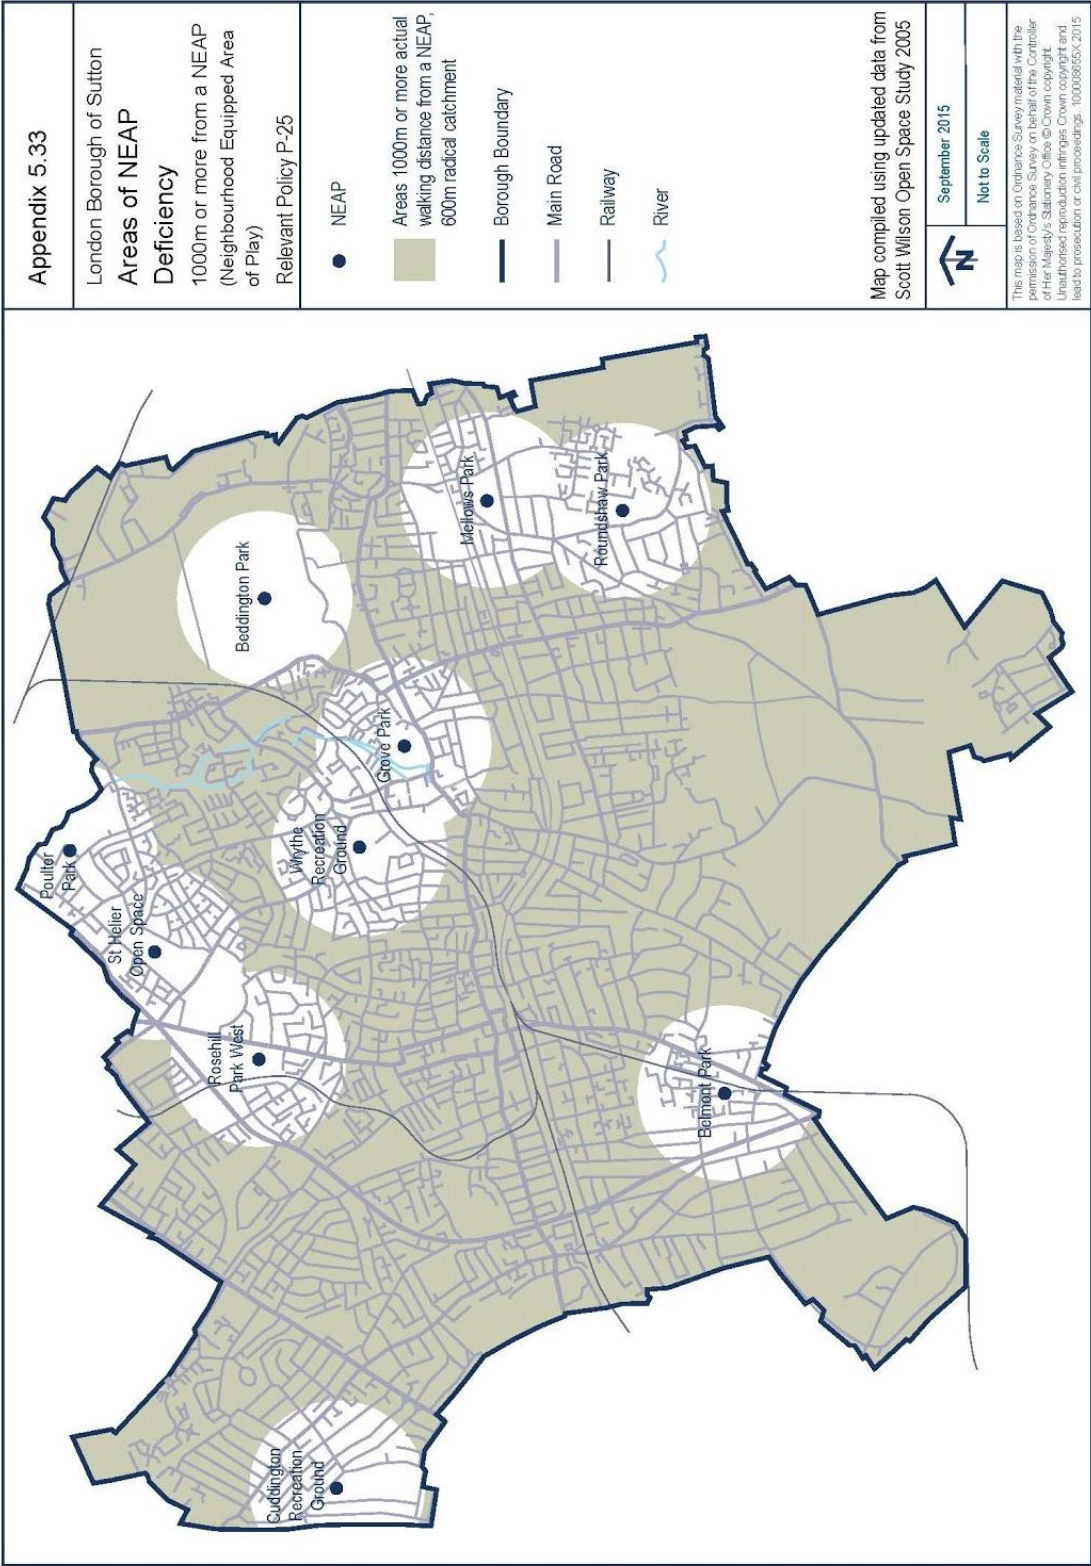 Appendix 5.33
London Borough of Sutton
Areas of NEAP
Deficiency
1000m or more from a NEAP
(Neighbourhood Equipped Area
of Play)
Relevant Policy P-25
NEAP
Areas 1000m or more actual
walking distance from a NEAP,
600m radical catchment
Borough Boundary
Main Road
Railway
River
Map compiled using updated data from
Scott Wilson Open Space Study 2005
N
September 2015
Not to Scale
This map is based on Ordnance Survey material with the
permission of Ordnance Survey on behalf of the Controller
of Her Majesty's Stationery Office © Crown copyright.
Unauthorised reproduction infringes Crown copyright and
lead to prosecution or civil proceedings. 100008655X.2015
Cuddington
Recreation
Ground
Rosehill
Park West
St Helier
Open Space
Poulter
Park
Belmont Park
Whythe
Recreation
Ground
Grove Park
Beddington Park
Mellows Park
Roundshaw Park